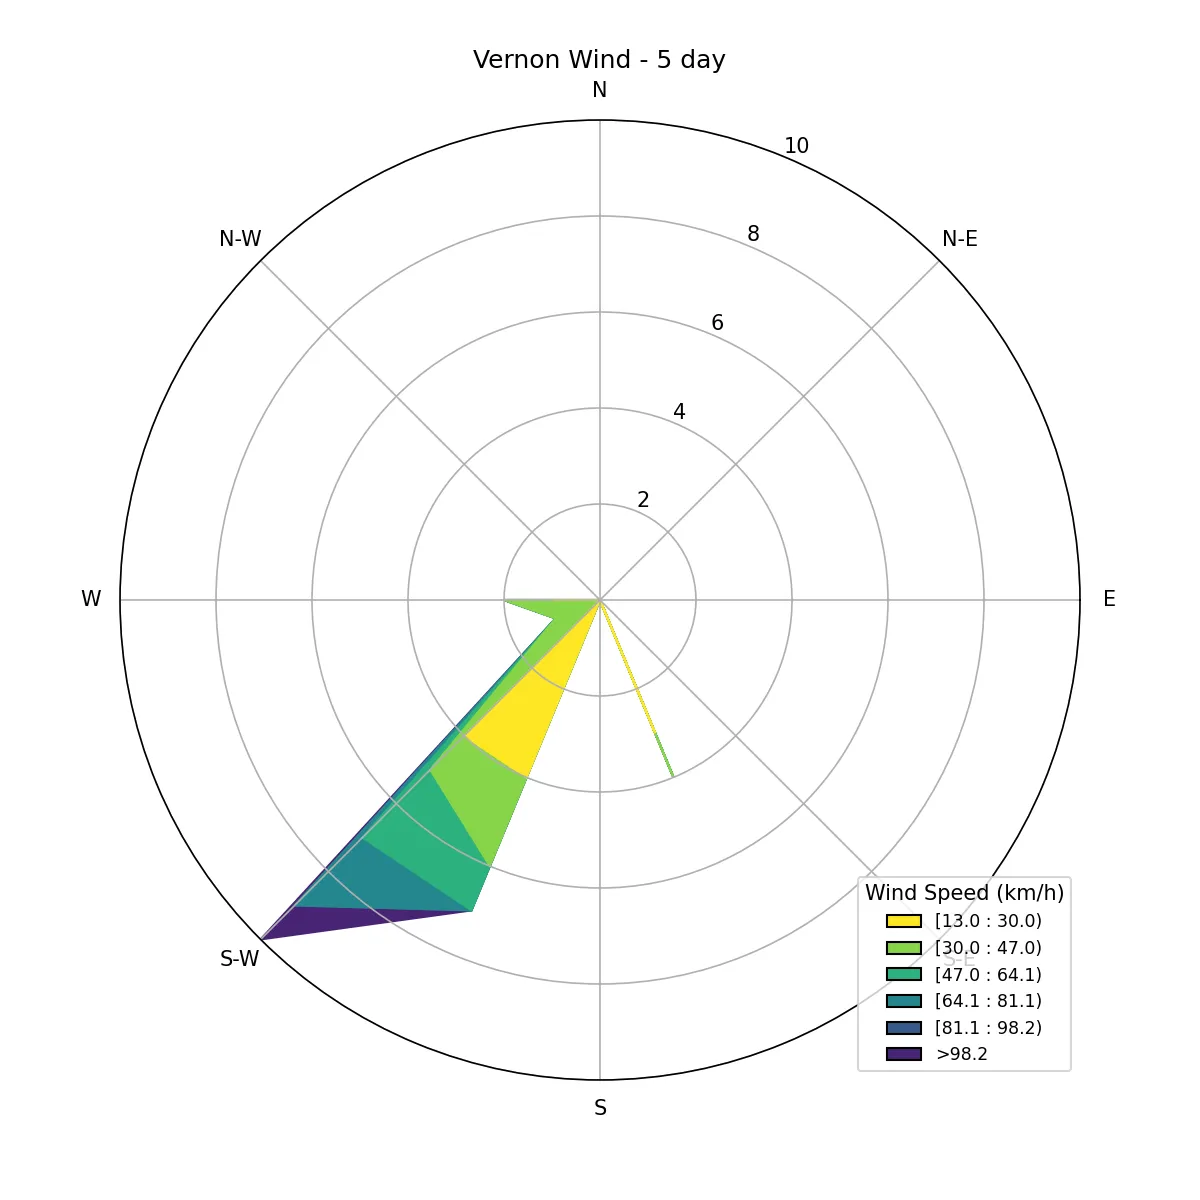 Vernon Wind - 5 day
N
10
N-W
N-E
8
6
4
2
W
E
Wind Speed (km/h)
[13.0 : 30.0)
[30.0 : 47.0)
S-W
S-E
[47.0 : 64.1)
[64.1 : 81.1)
[81.1 : 98.2)
>98.2
S